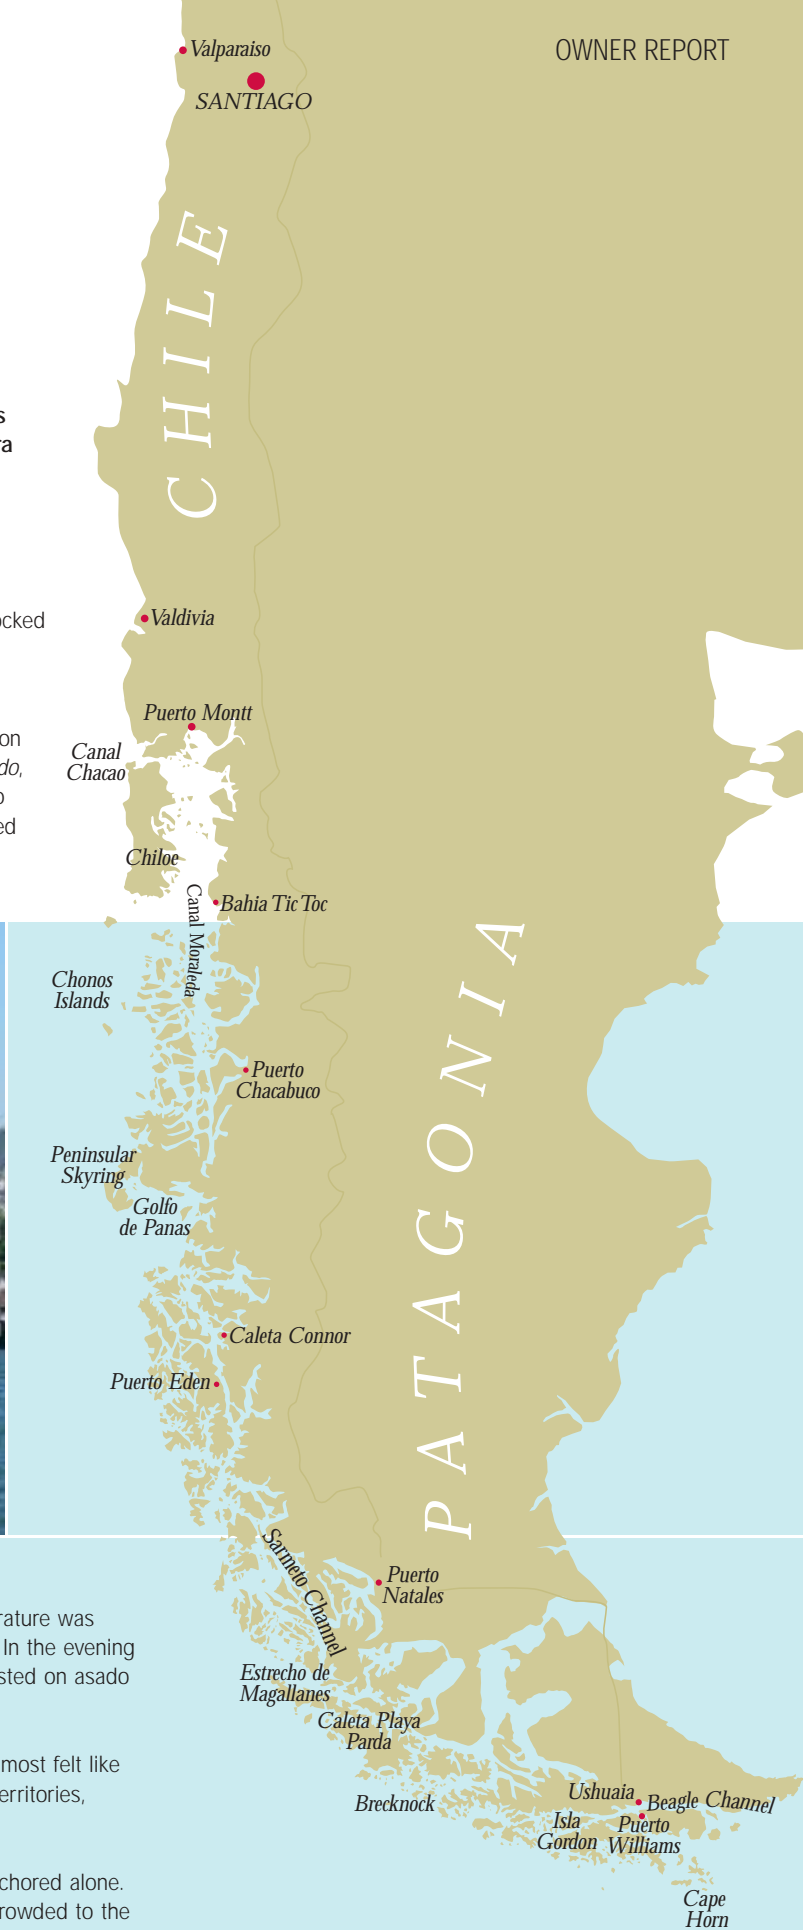 OWNER REPORT
Valparaiso
SANTIAGO
CHILE
s
ra
ocked
Valdivia
Puerto Montt
on
Canal
Chacao
do,
o
ed
Chiloe
Canal Moraleda
Bahia Tic Toc
PATAGONIA
Chonos
Islands
Puerto
Chacabuco
Peninsular
Skyring
Golfo
de Panas
Caleta Connor
Puerto Eden
Sarmeto Channel
Puerto
Natales
rature was
In the evening
sted on asado
Estrecho de
Magallanes
Caleta Playa
Parda
most felt like
erritories,
Brecknock
Ushuaia
Beagle Channel
Isla
Gordon
Puerto
Williams
chored alone.
rowded to the
Cape
Horn